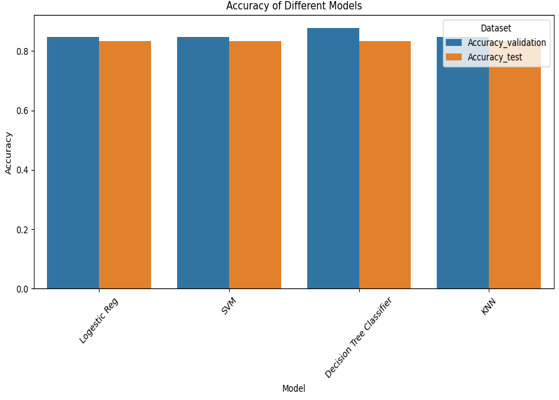 Accuracy of Different Models
Dataset
Accuracy_validation
Accuracy_test
0.8
0.6
0.4
0.2
0.0
Accuracy
Logestic Reg
SVM
Decision Tree Classifier
KNN
Model